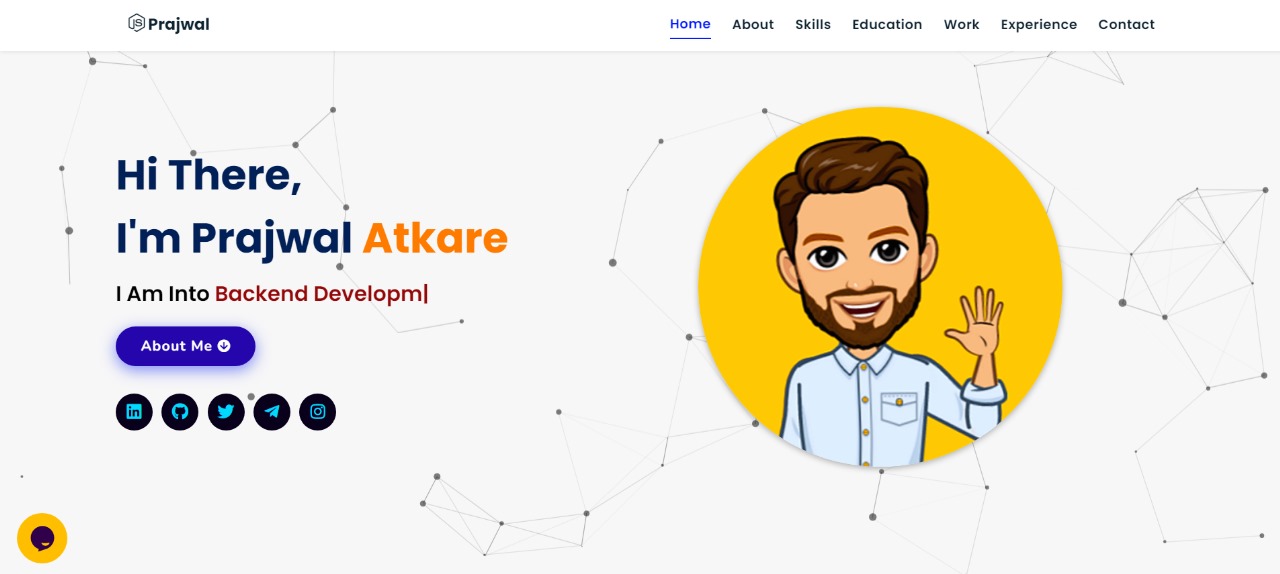 Prajwal
Home About Skills Education Work Experience Contact
Hi There,
I'm Prajwal Atkare
I Am Into Backend Developm|
About Me